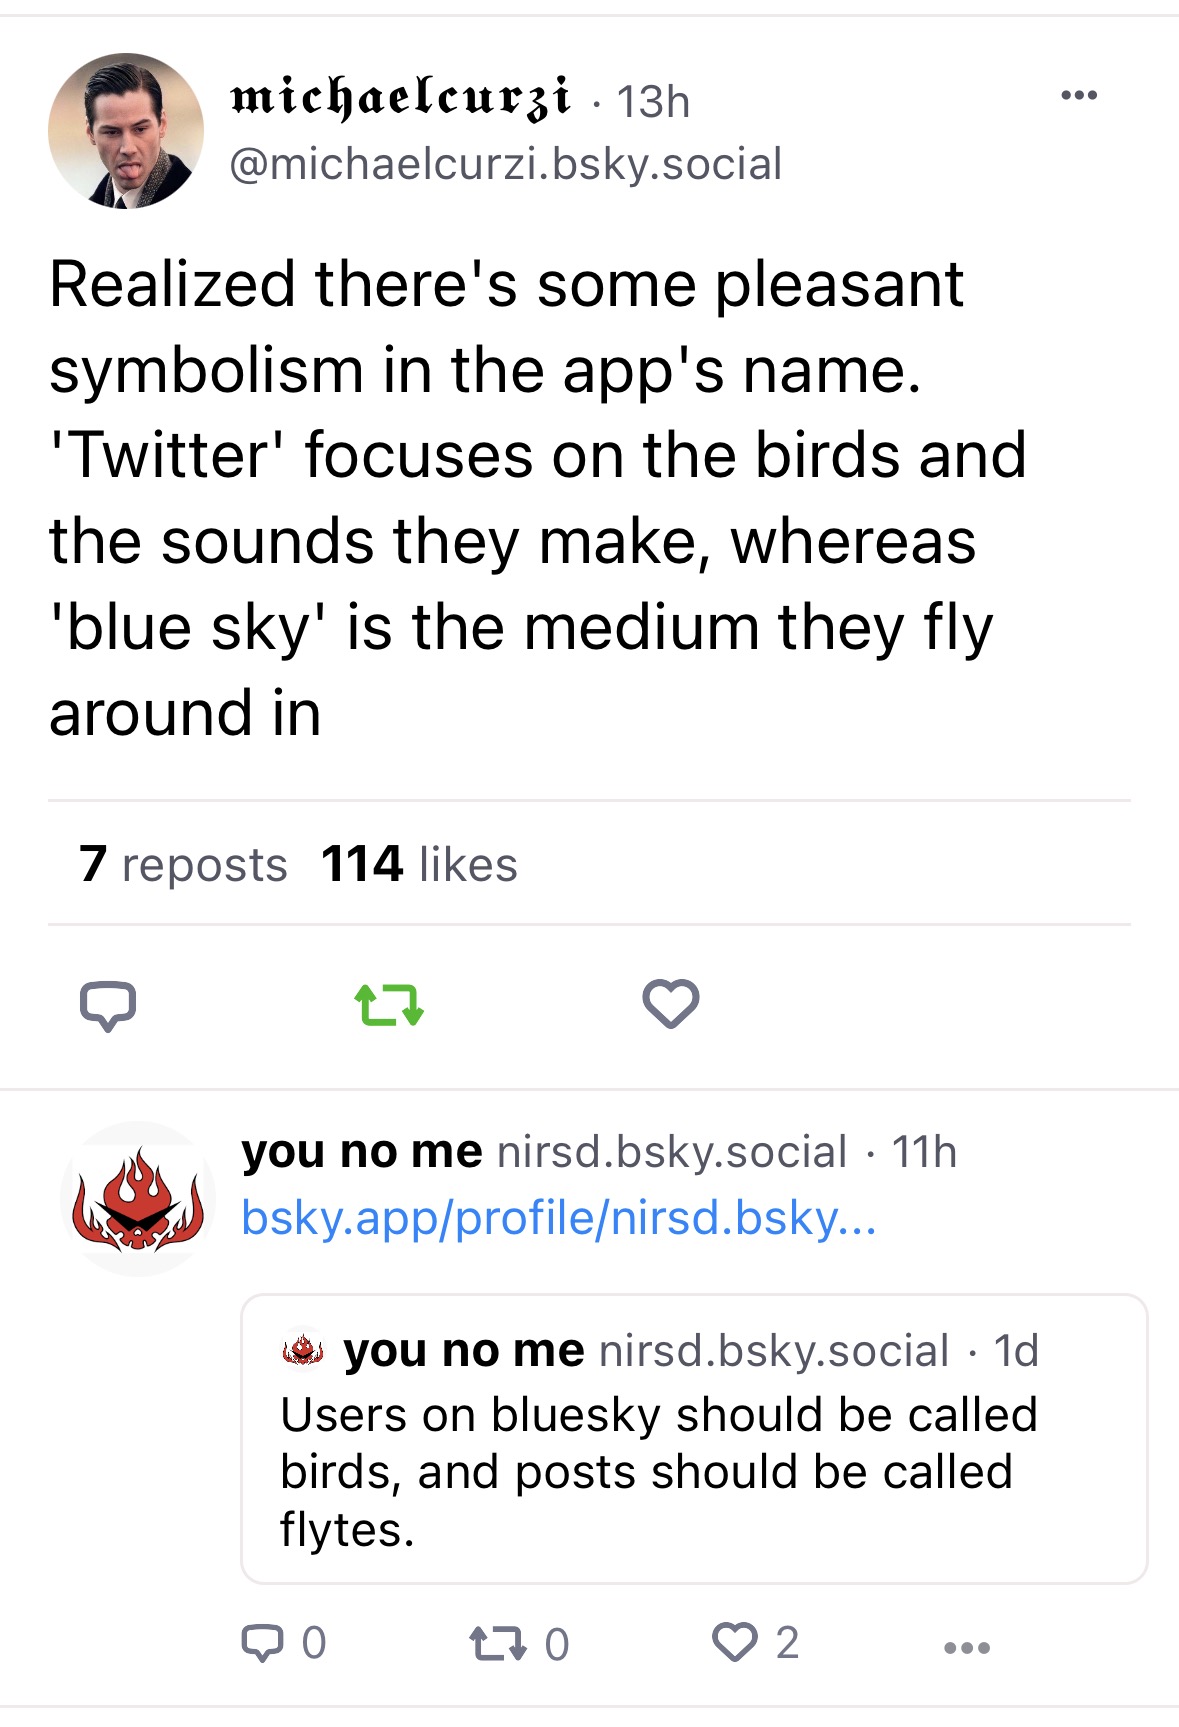 michaelcurzi · 13h
@michaelcurzi.bsky.social
Realized there's some pleasant
symbolism in the app's name.
'Twitter' focuses on the birds and
the sounds they make, whereas
'blue sky' is the medium they fly
around in
7 reposts 114 likes
you no me nirsd.bsky.social · 11h
bsky.app/profile/nirsd.bsky...
you no me nirsd.bsky.social · 1d
Users on bluesky should be called
birds, and posts should be called
flytes.
0 0 2